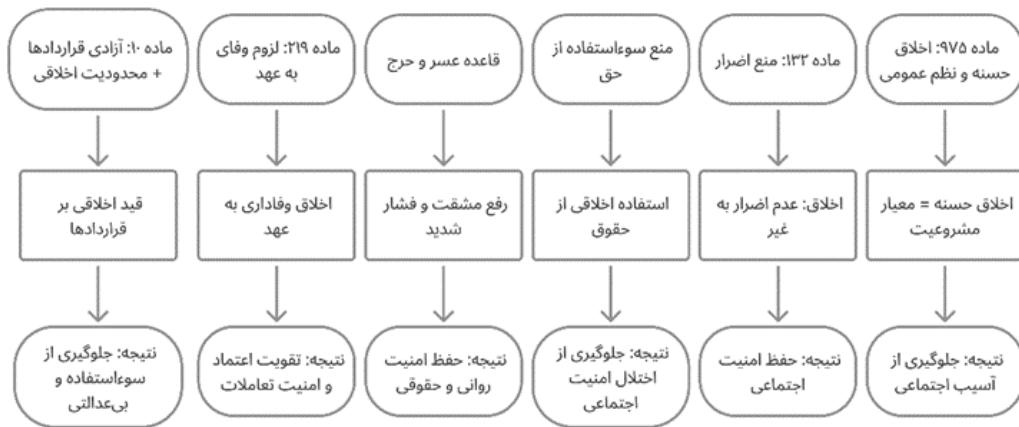 ماده ۹۷۵: اخلاق
حسنه و نظم عمومی
ماده ۱۳۲: منع اضرار
منع سوءاستفاده از
حق
قاعده عسر و حرج
ماده ۲۱۹: لزوم وفای
به عهد
ماده ۱۰: آزادی قراردادها
+ محدودیت اخلاقی
اخلاق حسنه = معیار
مشروعیت
اخلاق: عدم اضرار به
غیر
استفاده اخلاقی از
حقوق
رفع مشقت و فشار
شدید
اخلاق وفاداری به
عهد
قید اخلاقی بر
قراردادها
نتیجه: جلوگیری از
آسیب اجتماعی
نتیجه: حفظ امنیت
اجتماعی
نتیجه: جلوگیری از
اختلال امنیت
اجتماعی
نتیجه: حفظ امنیت
روانی و حقوقی
نتیجه: تقویت اعتماد
و امنیت تعاملات
نتیجه: جلوگیری از
سوءاستفاده و
بی‌عدالتی